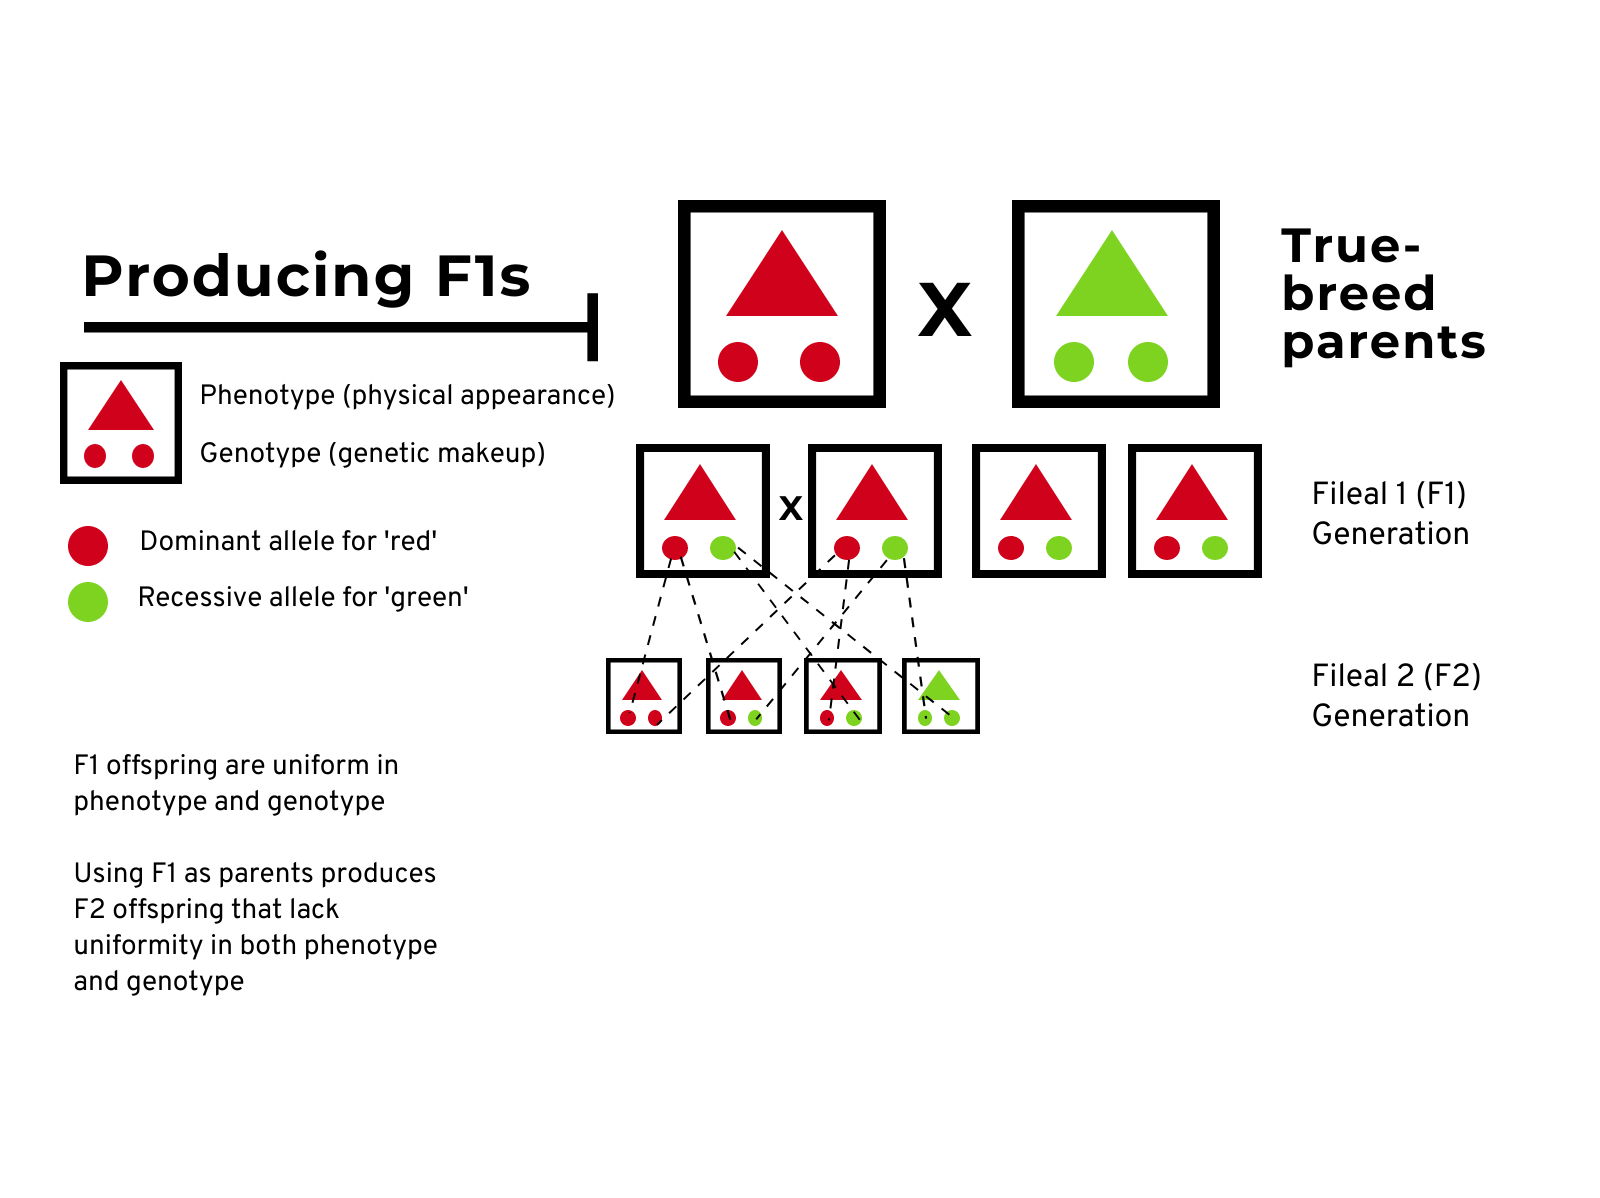 Producing F1s
Phenotype (physical appearance)
Genotype (genetic makeup)
Dominant allele for 'red'
Recessive allele for 'green'
F1 offspring are uniform in
phenotype and genotype
Using F1 as parents produces
F2 offspring that lack
uniformity in both phenotype
and genotype
X
True-
breed
parents
X
Fileal 1 (F1)
Generation
Fileal 2 (F2)
Generation